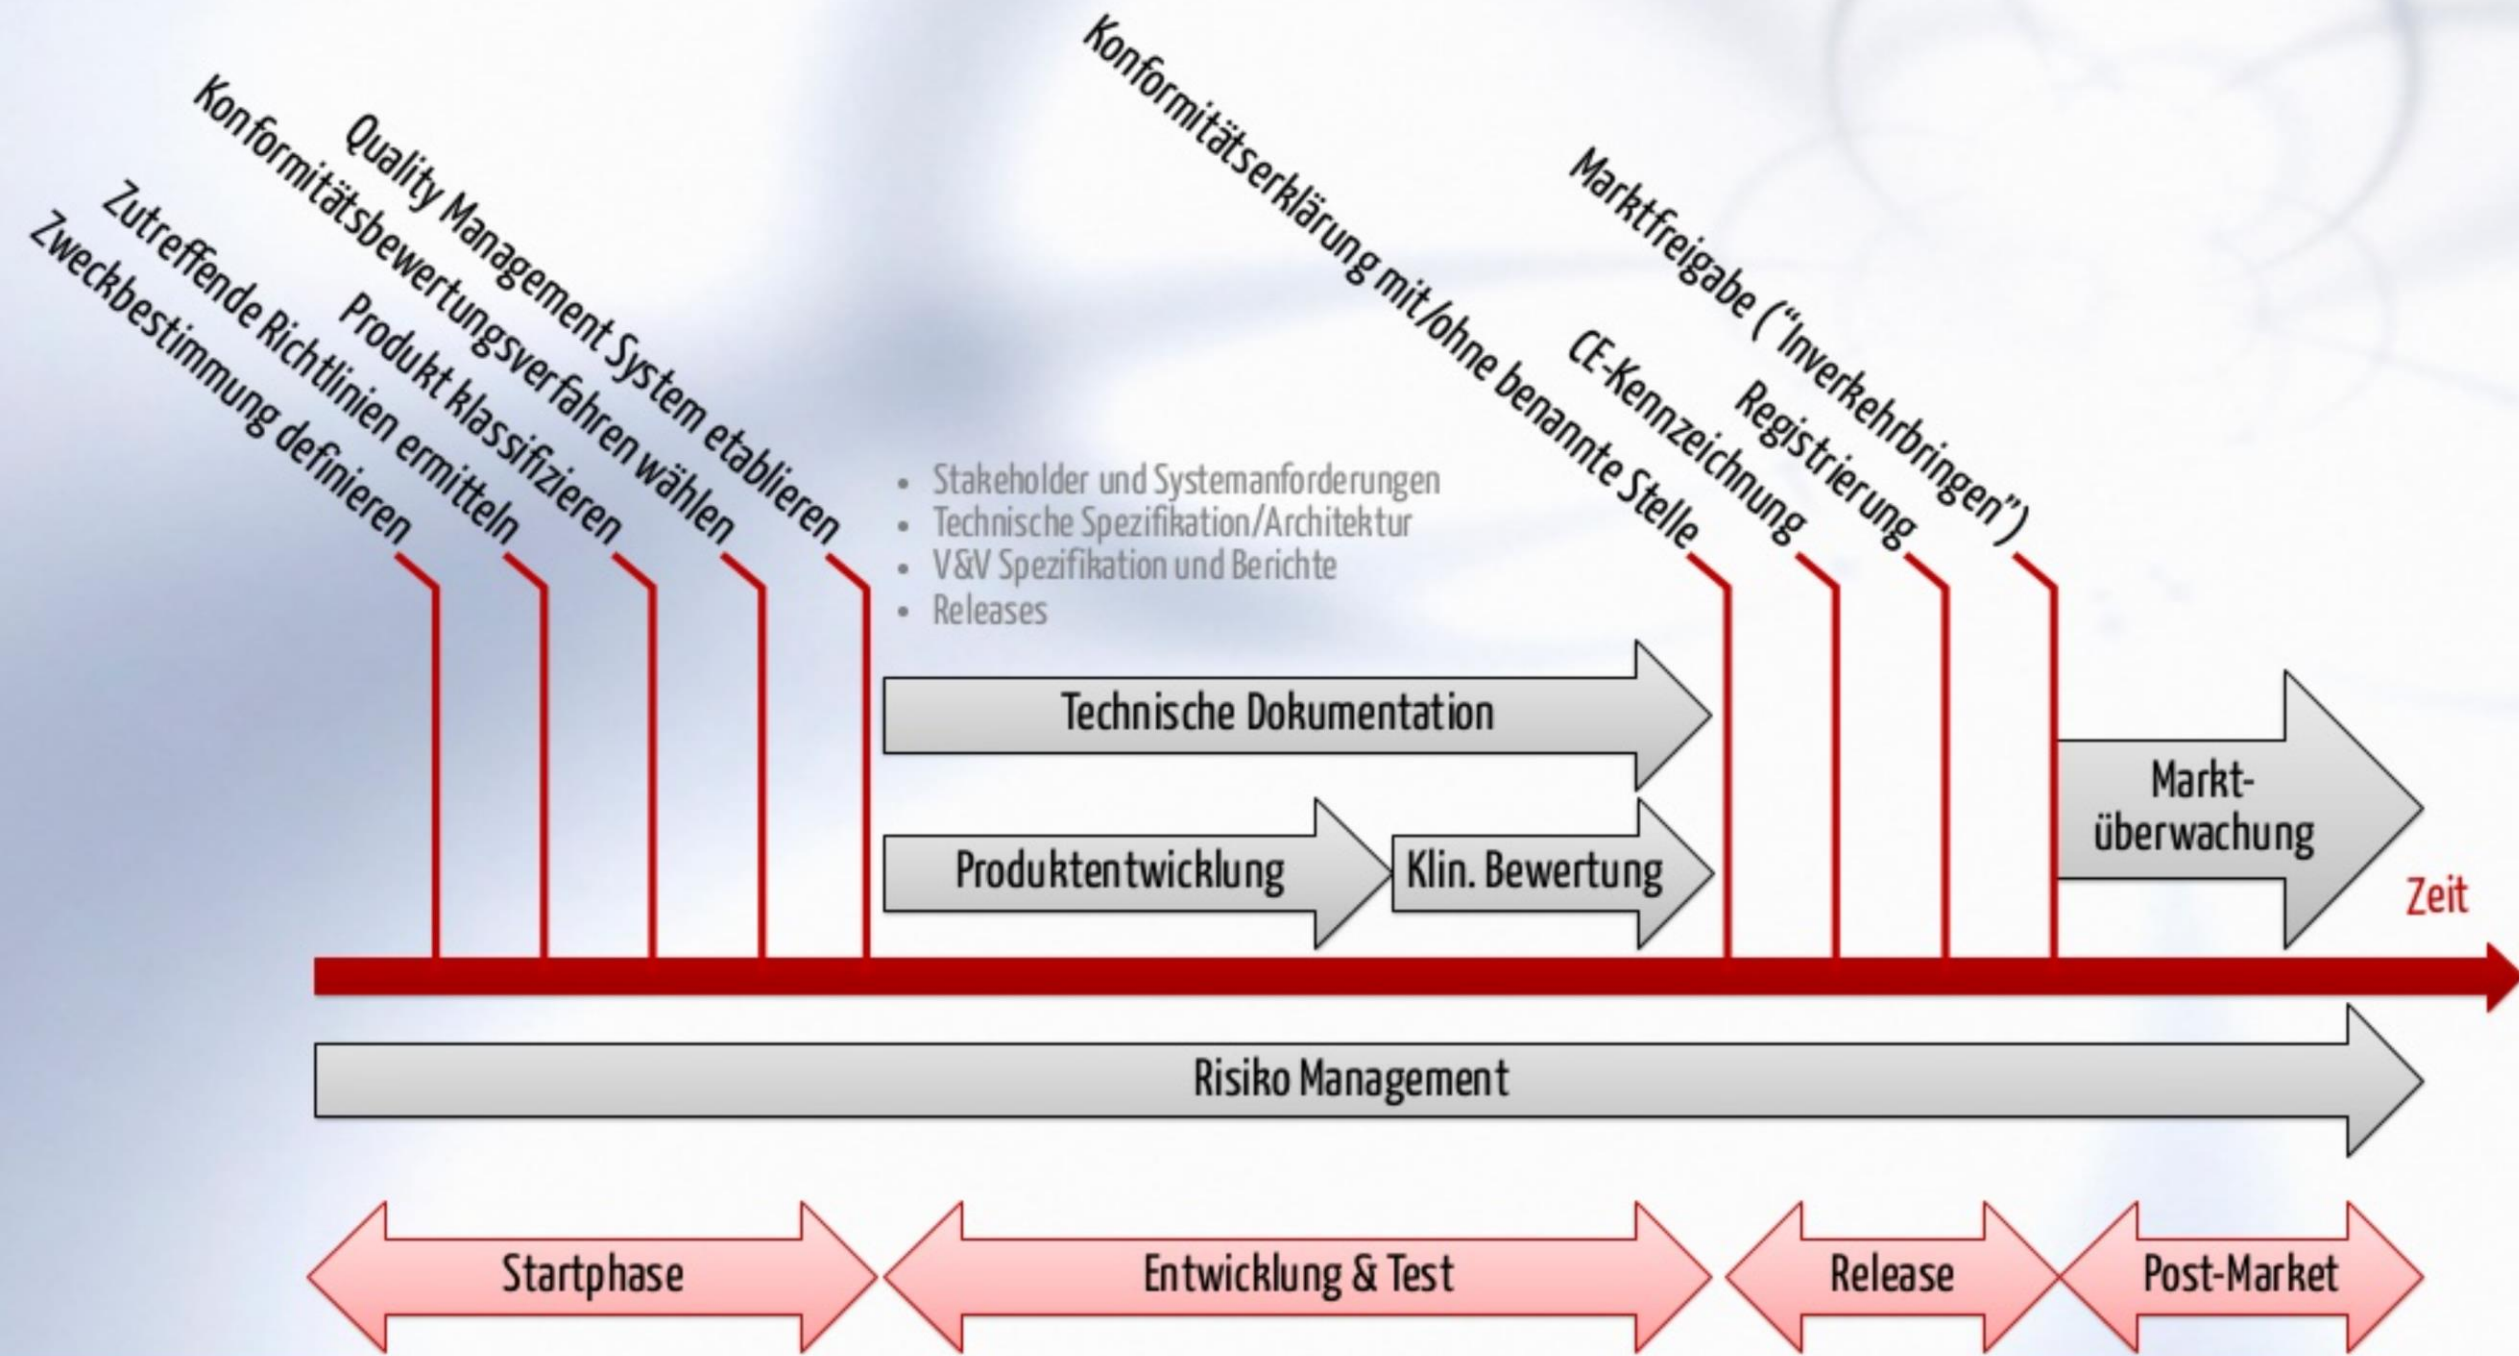 Zweckbestimmung definieren
Zutreffende Richtlinien ermitteln
Produkt klassifizieren
Konformitätsbewertungsverfahren wählen
Quality Management System etablieren
Konformitätserklärung mit/ohne benannte Stelle
CE-Kennzeichnung
Registrierung
Marktfreigabe (“Inverkehrbringen”)
• Stakeholder und Systemanforderungen
• Technische Spezifikation/Architektur
• V&V Spezifikation und Berichte
• Releases
Technische Dokumentation
Produktentwicklung
Klin. Bewertung
Markt-
überwachung
Zeit
Risiko Management
Startphase
Entwicklung & Test
Release
Post-Market